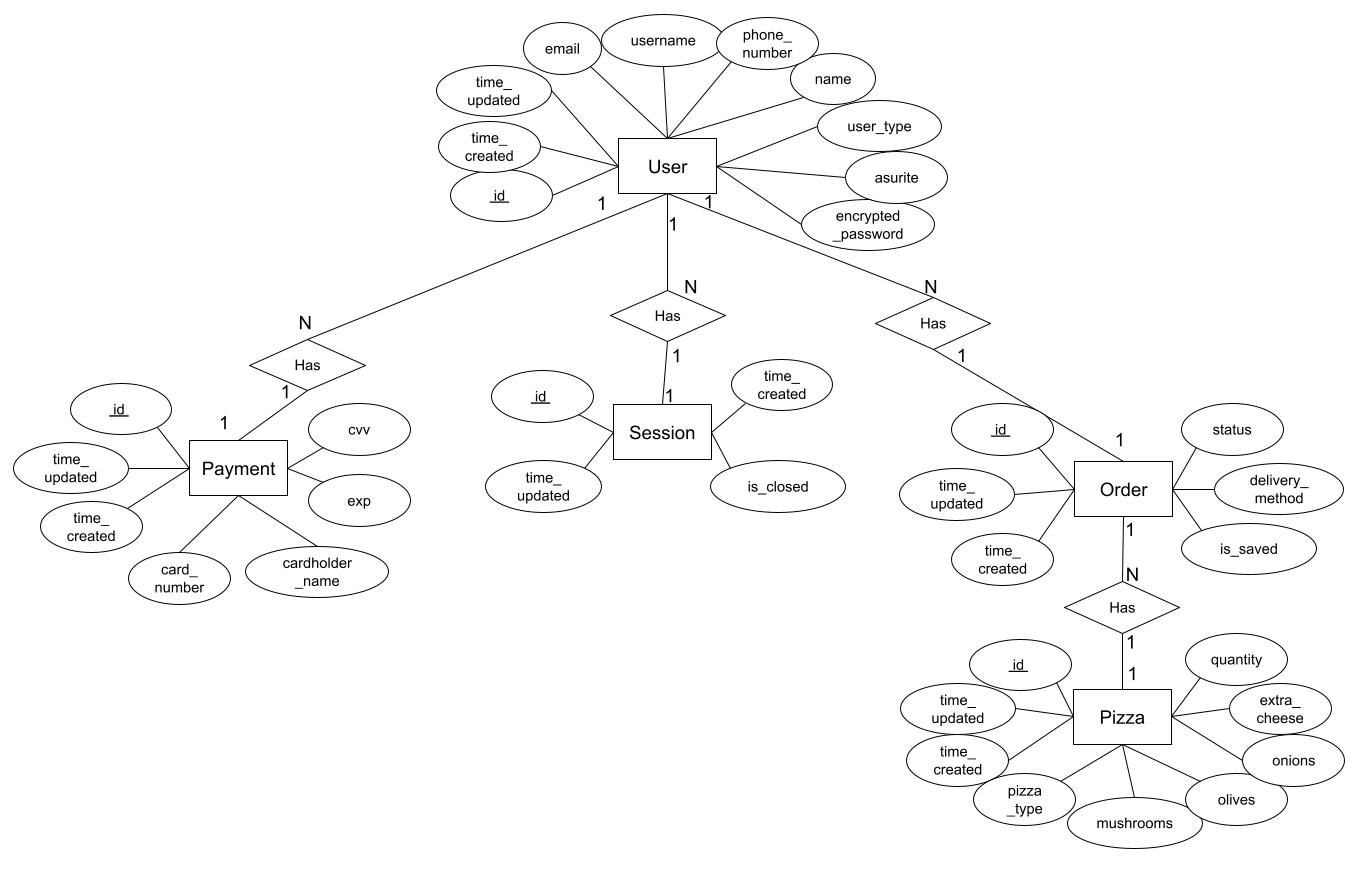 username
phone_
number
email
name
time_
updated
user_type
time_
created
User
asurite
id
encrypted
_password
1
1
1
N
N
N
Has
Has
Has
1
1
1
id
time_
created
id
1
1
1
cvv
Session
id
status
Payment
time_
updated
time_
updated
is_closed
exp
Order
delivery_
method
time_
updated
time_
created
1
is_saved
time_
created
card_
number
cardholder
_name
N
Has
1
id
1
quantity
time_
updated
Pizza
extra_
cheese
time_
created
onions
pizza
_type
olives
mushrooms